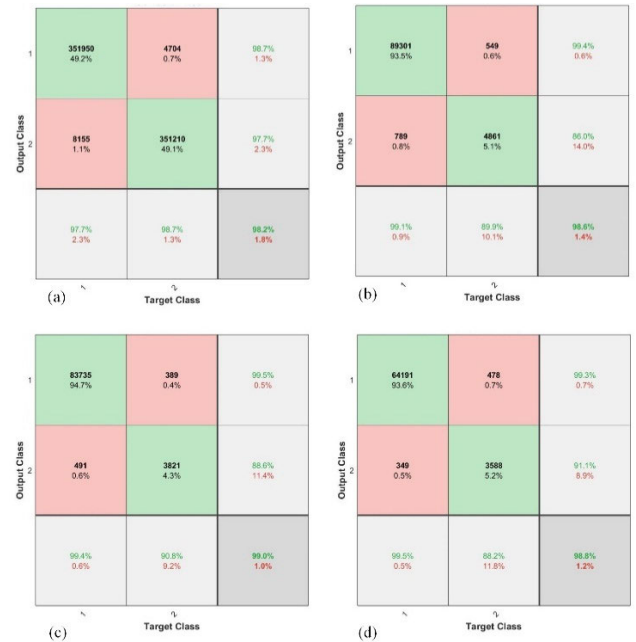 351950 4704 98.7%
1 49.2% 0.7% 1.3%
8155 351210 97.7%
2 1.1% 49.1% 2.3%
97.7% 98.7% 98.2%
2.3% 1.3% 1.8%
1 2
Output Class
Target Class
(a)
89301 549 99.4%
1 93.5% 0.6% 0.6%
789 4861 86.0%
2 0.8% 5.1% 14.0%
99.1% 89.9% 98.6%
0.9% 10.1% 1.4%
1 2
Output Class
Target Class
(b)
83735 389 99.5%
1 94.7% 0.4% 0.5%
491 3821 88.6%
2 0.6% 4.3% 11.4%
99.4% 90.8% 99.0%
0.6% 9.2% 1.0%
1 2
Output Class
Target Class
(c)
64191 478 99.3%
1 93.6% 0.7% 0.7%
349 3588 91.1%
2 0.5% 5.2% 8.9%
99.5% 88.2% 98.8%
0.5% 11.8% 1.2%
1 2
Output Class
Target Class
(d)